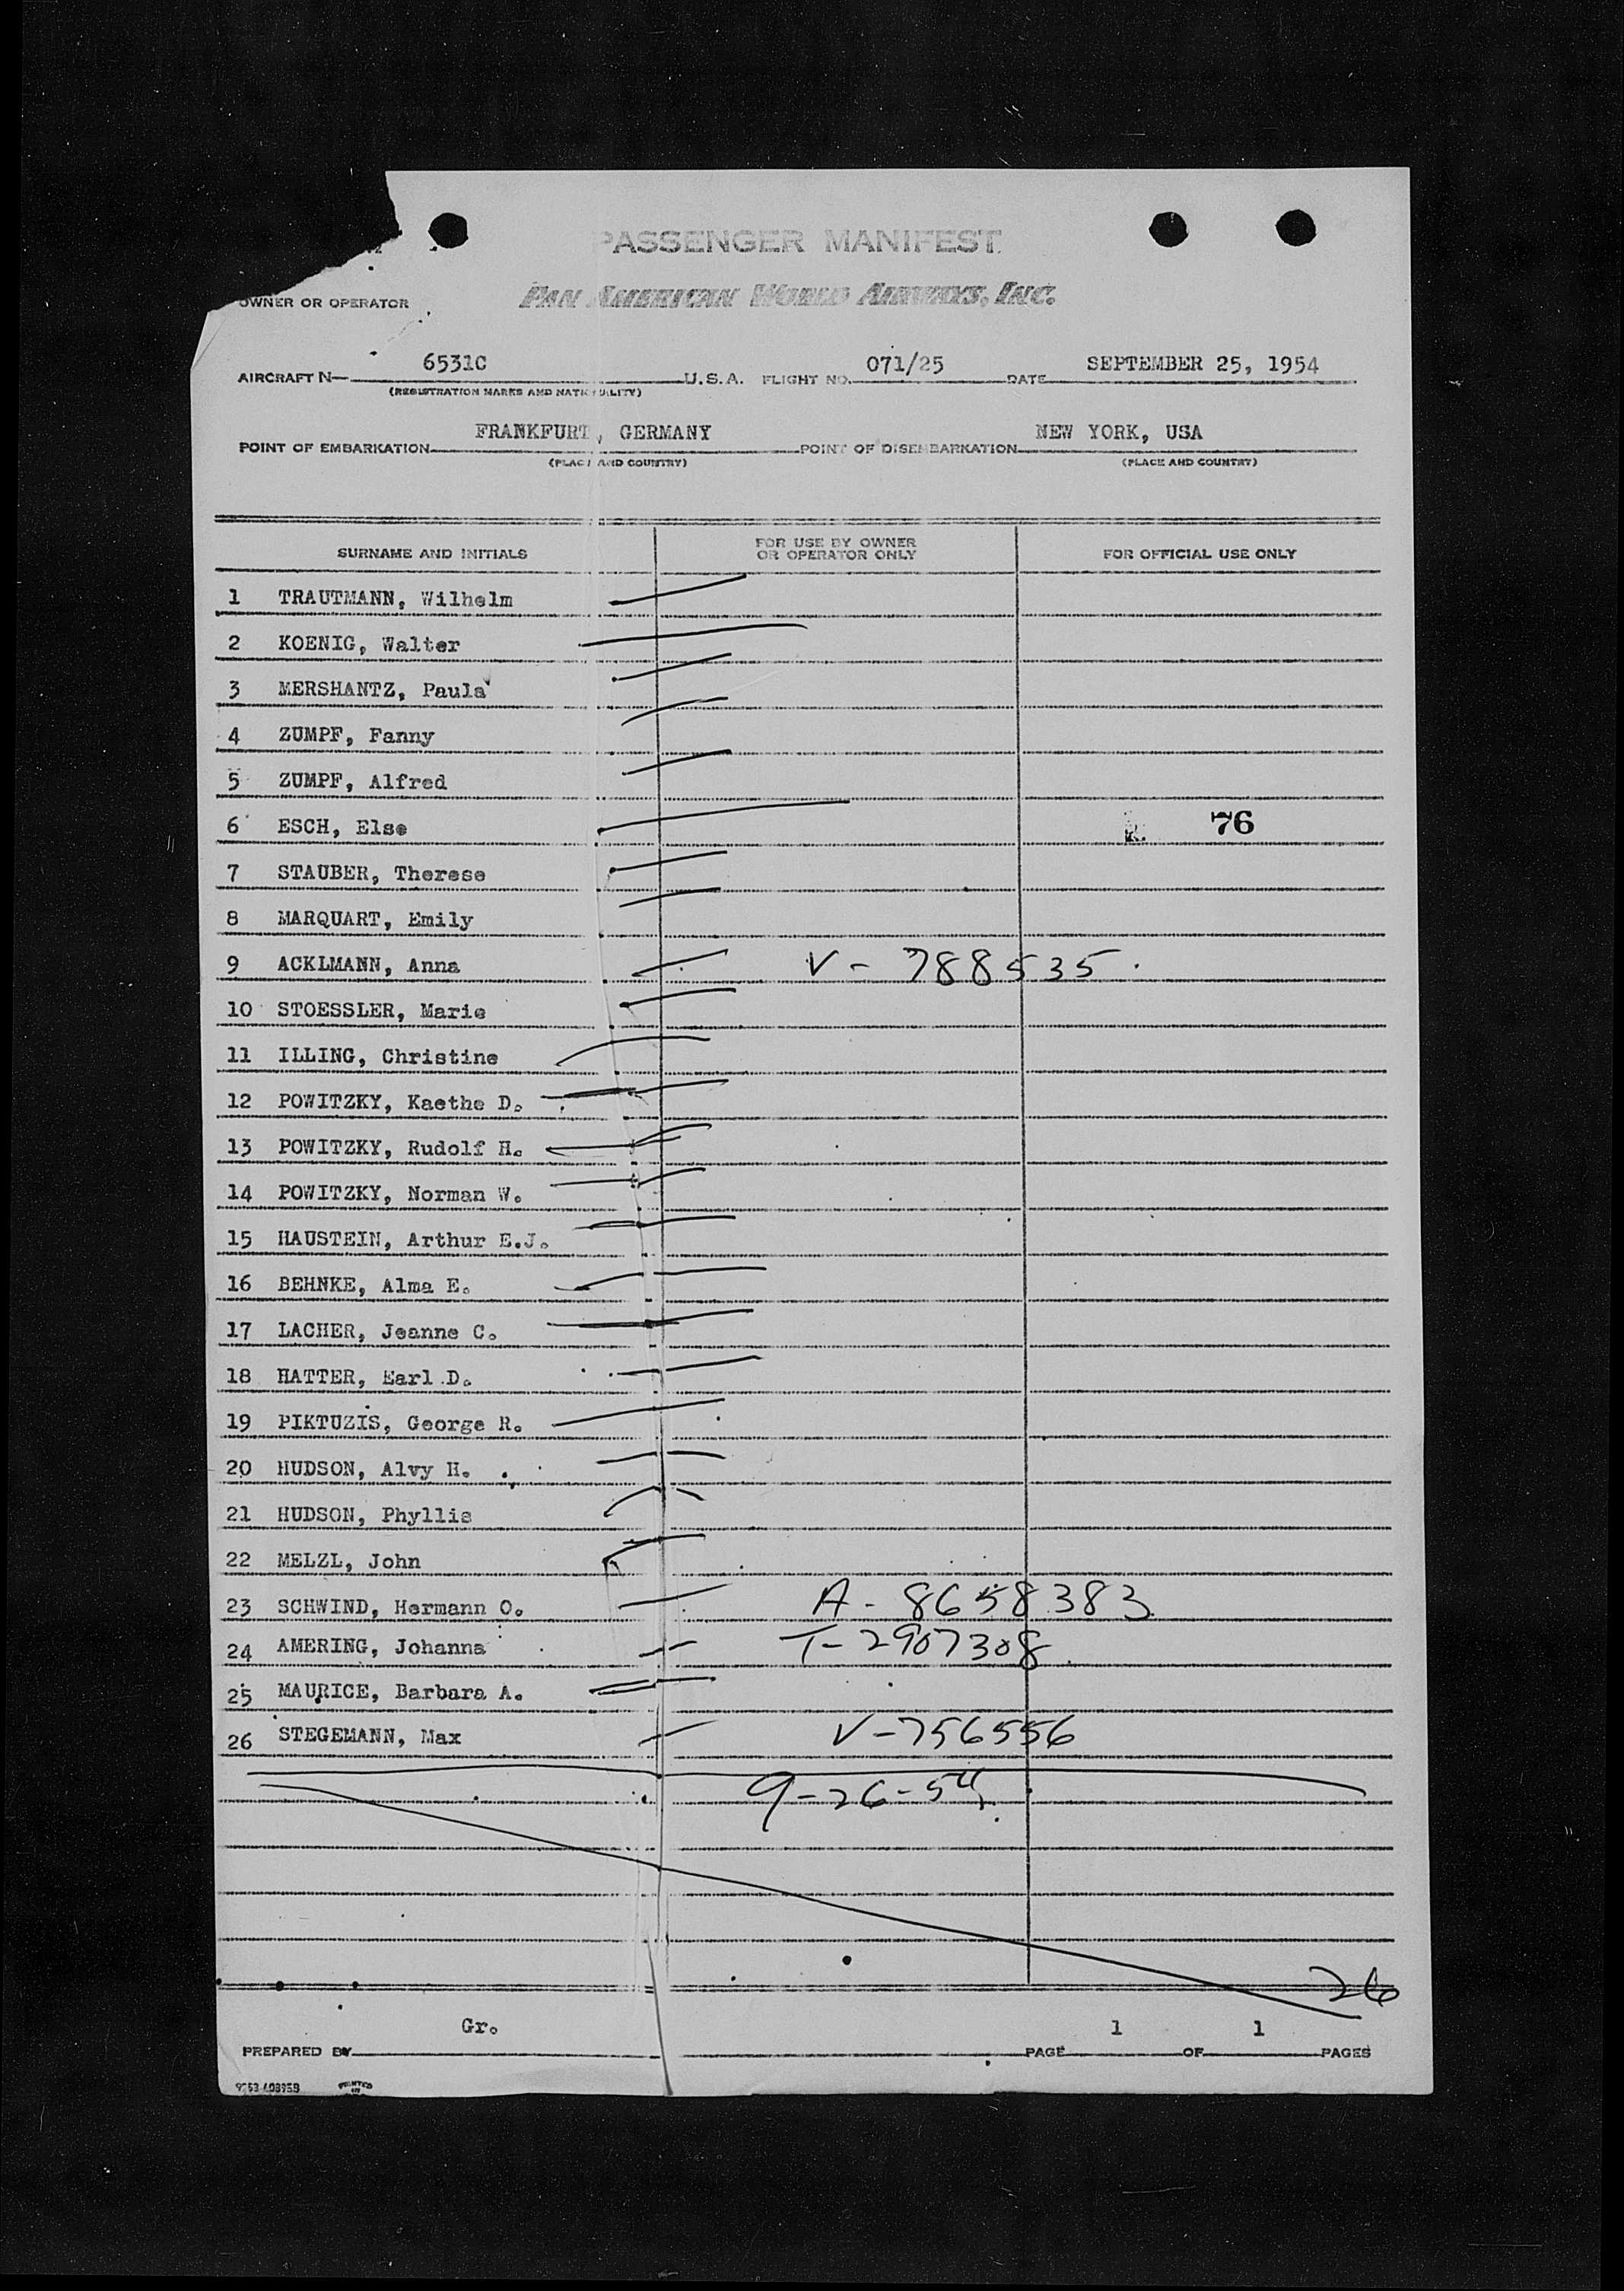 PASSENGER MANIFEST
OWNER OR OPERATOR PAN AMERICAN WORLD AIRWAYS, INC.
AIRCRAFT N 6531C U.S.A. FLIGHT NO. 071/25 DATE SEPTEMBER 25, 1954
(REGISTRATION MARKS AND NATIONALITY)
POINT OF EMBARKATION FRANKFURT, GERMANY POINT OF DISEMBARKATION NEW YORK, USA
(PLACE AND COUNTRY) (PLACE AND COUNTRY)
SURNAME AND INITIALS FOR USE BY OWNER OR OPERATOR ONLY FOR OFFICIAL USE ONLY
1 TRAUTMANN, Wilhelm
2 KOENIG, Walter
3 MERSHANTZ, Paula
4 ZUMPF, Fanny
5 ZUMPF, Alfred
6 ESCH, Else 76
7 STAUBER, Therese
8 MARQUART, Emily
9 ACKLMANN, Anna V - 788535
10 STOESSLER, Marie
11 ILLING, Christine
12 POWITZKY, Kaethe D.
13 POWITZKY, Rudolf H.
14 POWITZKY, Norman W.
15 HAUSTEIN, Arthur E.J.
16 BEHNKE, Alma E.
17 LACHER, Jeanne C.
18 HATTER, Earl D.
19 PIKTUZIS, George R.
20 HUDSON, Alvy H.
21 HUDSON, Phyllis
22 MELZL, John
23 SCHWIND, Hermann O. A - 8658383
24 AMERING, Johanna T- 2907308
25 MAURICE, Barbara A.
26 STEGEMANN, Max V-756556
9-26-54
26
PREPARED BY Gr. PAGE 1 OF 1 PAGES
PRINTED